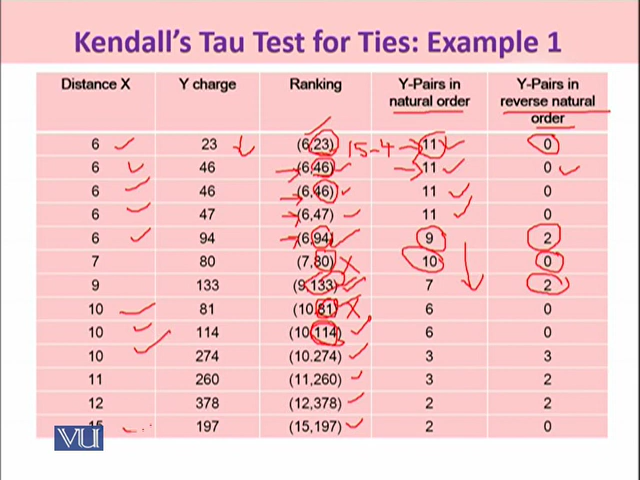 Kendall's Tau Test for Ties: Example 1
Distance X Y charge Ranking Y-Pairs in natural order Y-Pairs in reverse natural order
6 23 (6,23) 15-4 11 0
6 46 (6,46) 11 0
6 46 (6,46) 11 0
6 47 (6,47) 11 0
6 94 (6,94) 9 2
7 80 (7,80) 10 0
9 133 (9,133) 7 2
10 81 (10,81) 6 0
10 114 (10,114) 6 0
10 274 (10.274) 3 3
11 260 (11,260) 3 2
12 378 (12,378) 2 2
15 197 (15,197) 2 0
VU